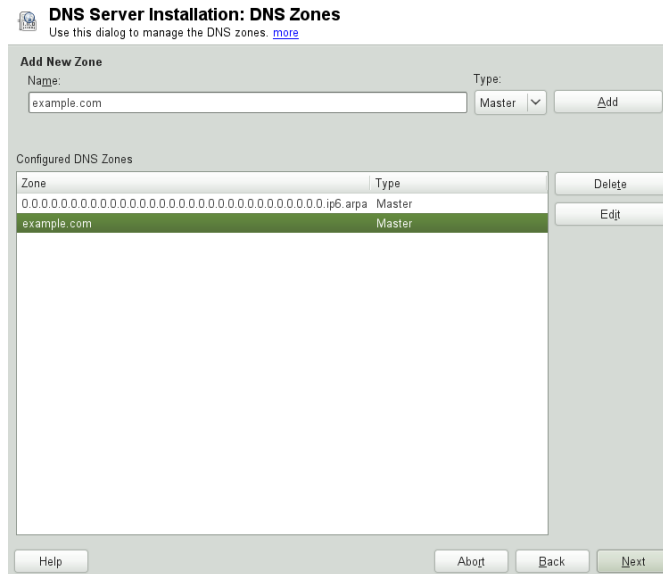 DNS Server Installation: DNS Zones
Use this dialog to manage the DNS zones. more
Add New Zone
Name:
Type:
example.com
Master
Add
Configured DNS Zones
Zone
Type
Delete
0.0.0.0.0.0.0.0.0.0.0.0.0.0.0.0.0.0.0.0.0.0.0.0.0.0.0.0.0.0.0.ip6.arpa Master
Edit
example.com Master
Help
Abort
Back
Next